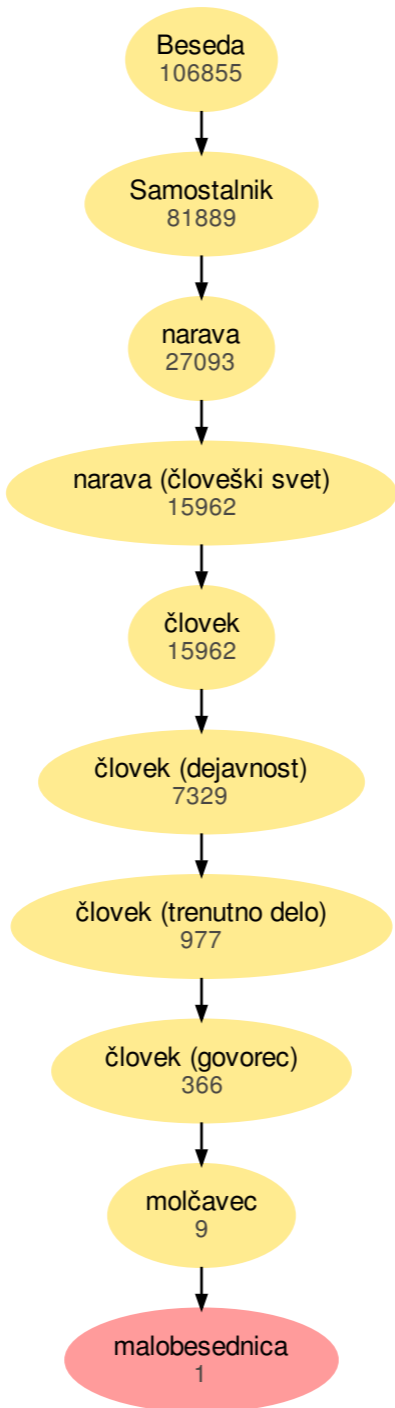 Beseda
106855
Samostalnik
81889
narava
27093
narava (človeški svet)
15962
človek
15962
človek (dejavnost)
7329
človek (trenutno delo)
977
človek (govorec)
366
molčavec
9
malobesednica
1